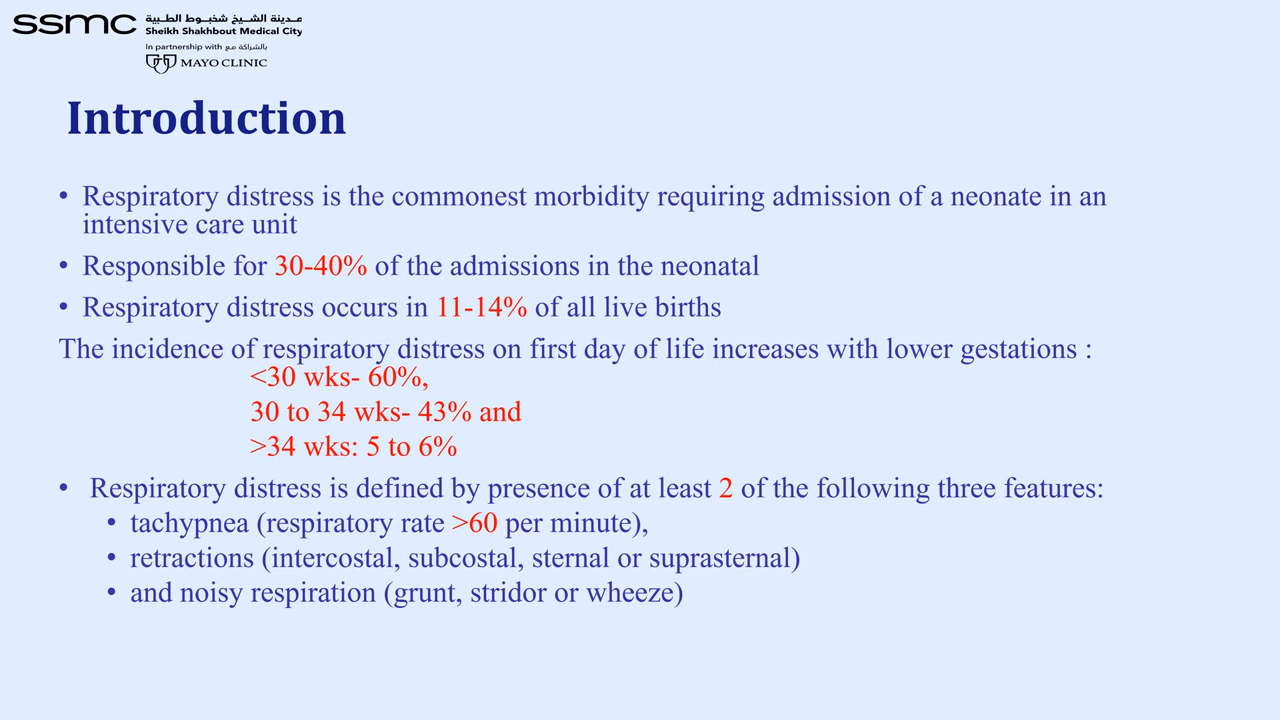 ssmc
مدينة الشيخ شخبوط الطبية
Sheikh Shakhbout Medical City
In partnership with بالشراكة مع
MAYO CLINIC
Introduction
• Respiratory distress is the commonest morbidity requiring admission of a neonate in an
intensive care unit
• Responsible for 30-40% of the admissions in the neonatal
• Respiratory distress occurs in 11-14% of all live births
The incidence of respiratory distress on first day of life increases with lower gestations :
<30 wks- 60%,
30 to 34 wks- 43% and
>34 wks: 5 to 6%
• Respiratory distress is defined by presence of at least 2 of the following three features:
• tachypnea (respiratory rate >60 per minute),
• retractions (intercostal, subcostal, sternal or suprasternal)
• and noisy respiration (grunt, stridor or wheeze)